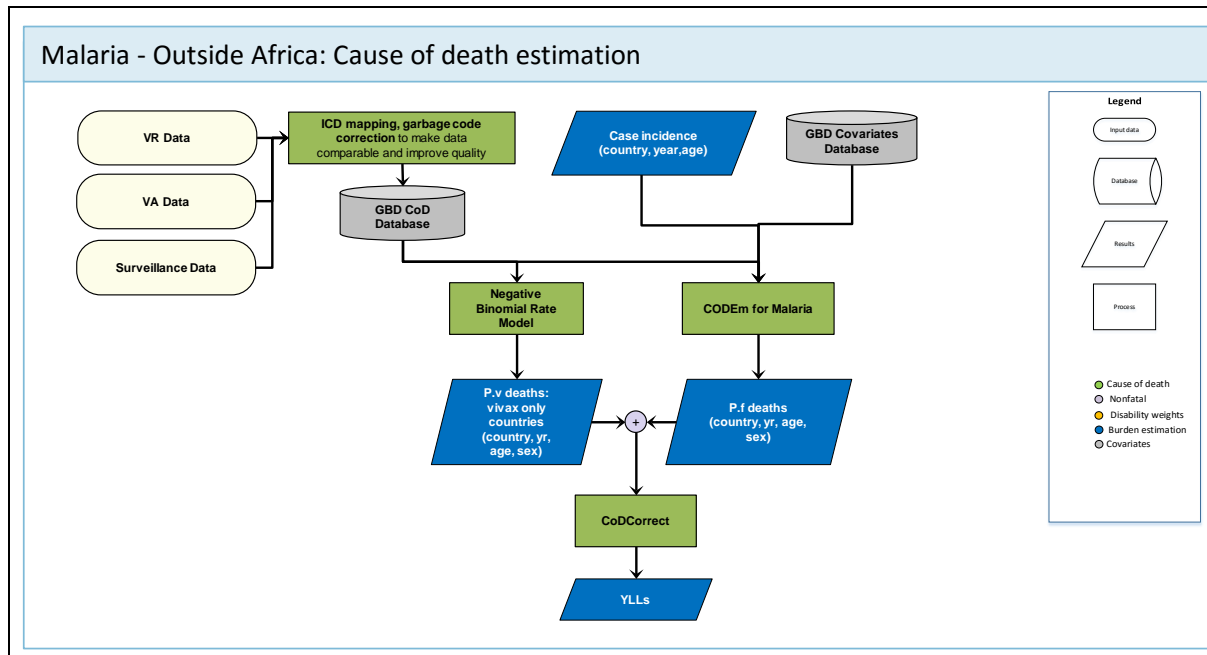 Malaria - Outside Africa: Cause of death estimation
VR Data
VA Data
Surveillance Data
ICD mapping, garbage code
correction to make data
comparable and improve quality
GBD CoD
Database
Case incidence
(country, year,age)
GBD Covariates
Database
Negative
Binomial Rate
Model
CODEm for Malaria
P.v deaths:
vivax only
countries
(country, yr,
age, sex)
+
P.f deaths
(country, yr, age,
sex)
CoDCorrect
YLLs
Legend
Input data
Database
Results
Process
Cause of death
Nonfatal
Disability weights
Burden estimation
Covariates